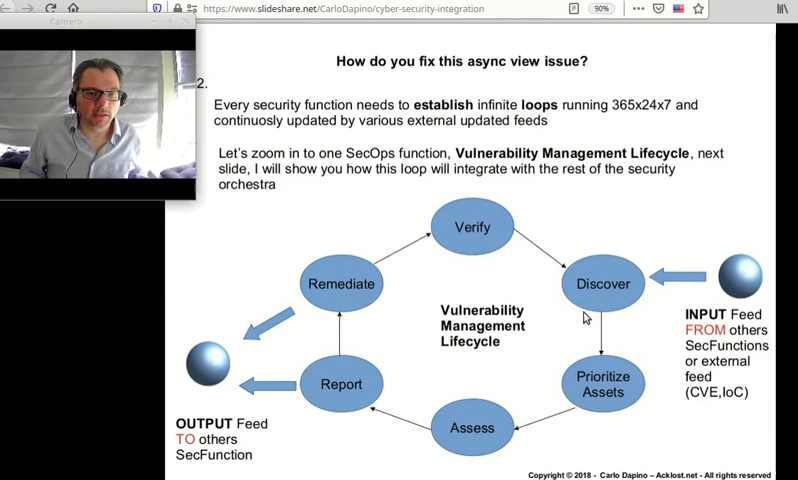 https://www.slideshare.net/CarloDapino/cyber-security-integration
90%
Camera
How do you fix this async view issue?
2.
Every security function needs to establish infinite loops running 365x24x7 and
continuosly updated by various external updated feeds
Let's zoom in to one SecOps function, Vulnerability Management Lifecycle, next
slide, I will show you how this loop will integrate with the rest of the security
orchestra
Verify
Remediate
Discover
Vulnerability
Management
Lifecycle
INPUT Feed
FROM others
SecFunctions
or external
feed
(CVE,IoC)
Report
Prioritize
Assets
Assess
OUTPUT Feed
TO others
SecFunction
Copyright © 2018 - Carlo Dapino – Acklost.net - All rights reserved